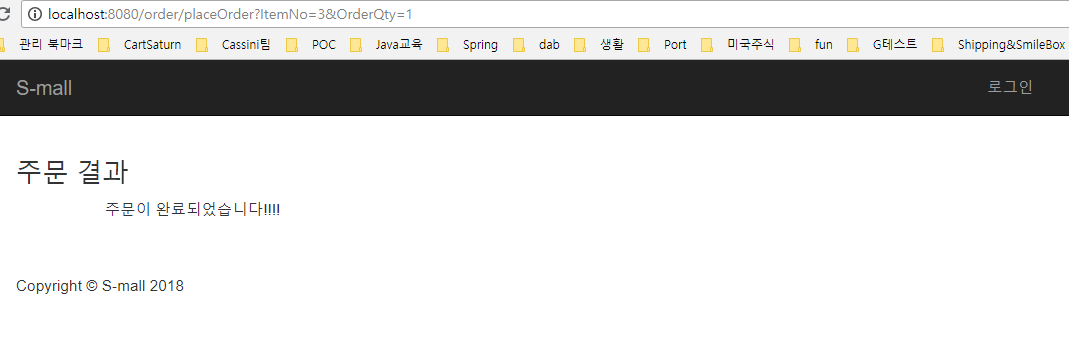 localhost:8080/order/placeOrder?ItemNo=3&OrderQty=1
관리 북마크 CartSaturn Cassini팀 POC Java교육 Spring dab 생활 Port 미국주식 fun G테스트 Shipping&SmileBox
S-mall 로그인
주문 결과
주문이 완료되었습니다!!!!
Copyright © S-mall 2018